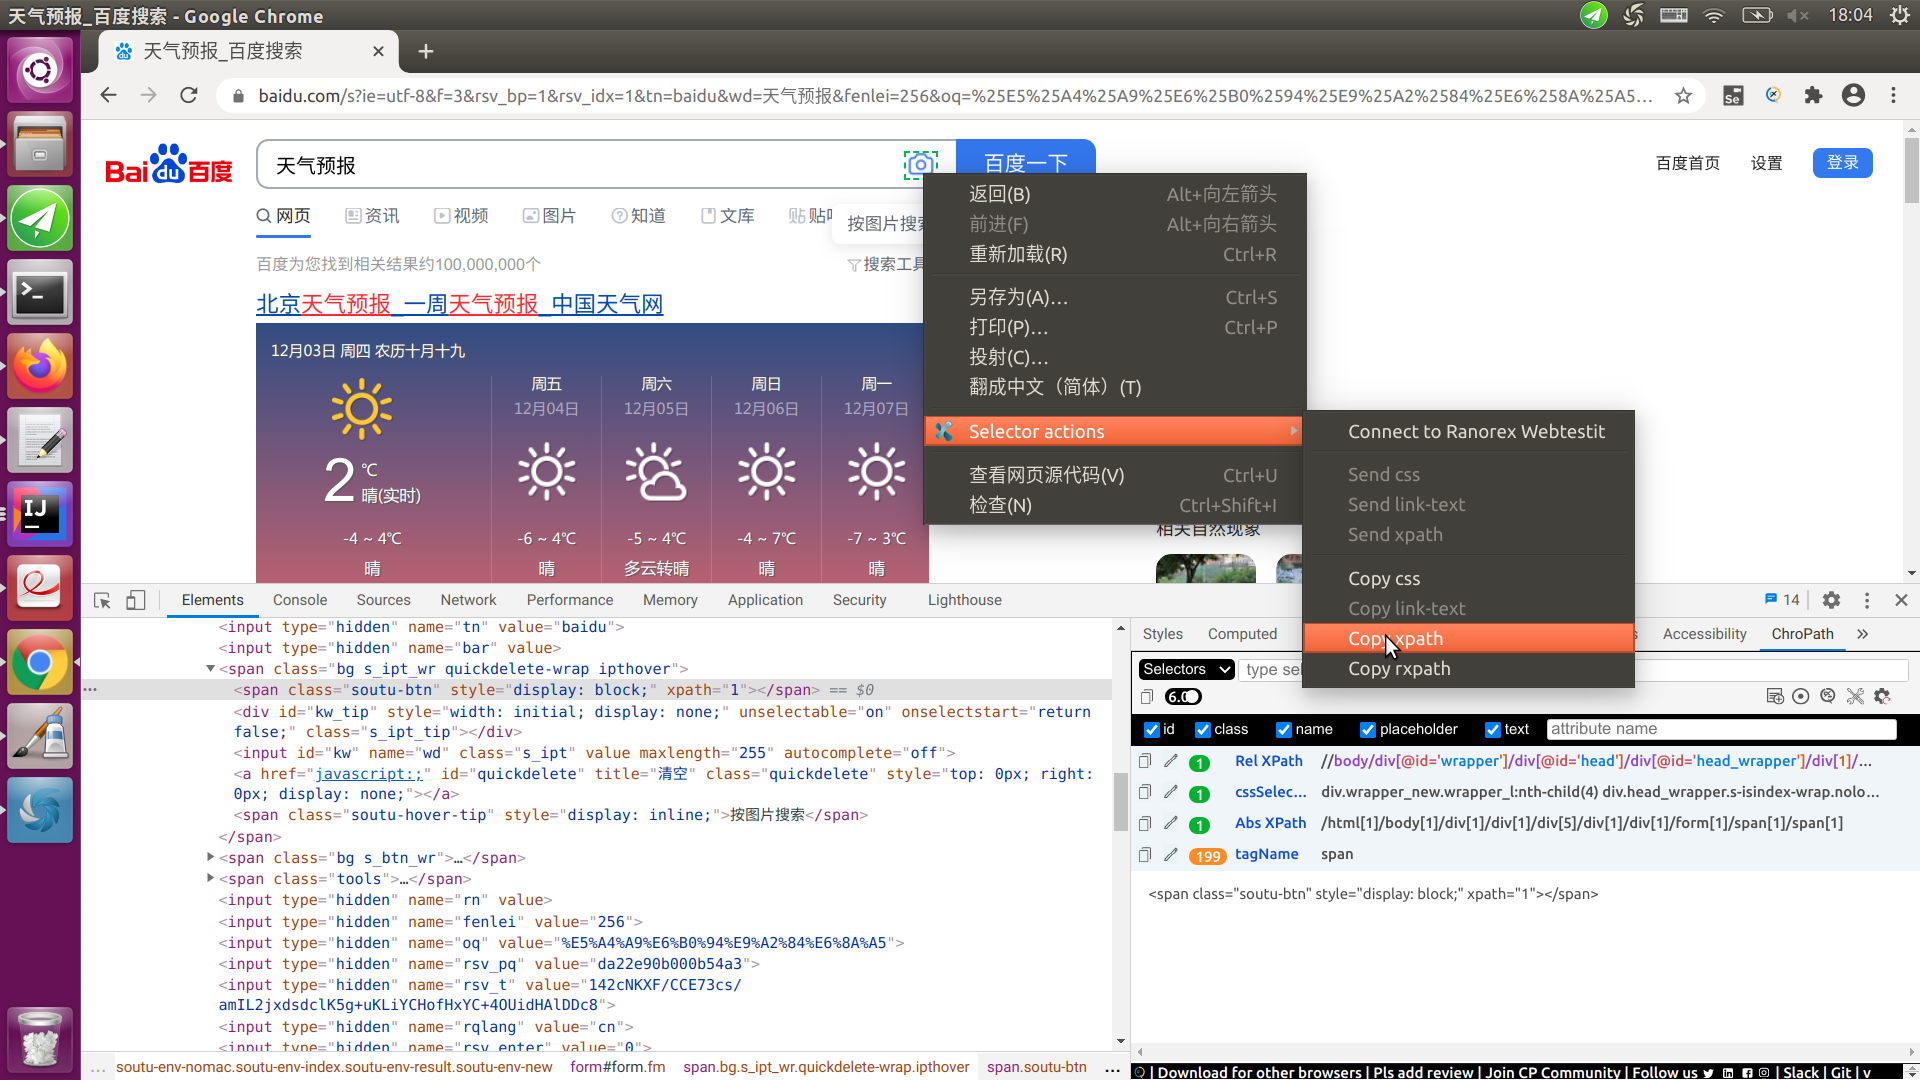 天气预报_百度搜索 - Google Chrome
18:04
天气预报_百度搜索
baidu.com/s?ie=utf-8&f=3&rsv_bp=1&rsv_idx=1&tn=baidu&wd=天气预报&fenlei=256&oq=%25E5%25A4%25A9%25E6%25B0%2594%25E9%25A2%2584%25E6%258A%25A5...
Bai du 百度
天气预报
百度一下
百度首页 设置 登录
网页 资讯 视频 图片 知道 文库 贴吧
按图片搜索
百度为您找到相关结果约100,000,000个
搜索工具
北京天气预报_一周天气预报_中国天气网
12月03日 周四 农历十月十九
周五 周六 周日 周一
12月04日 12月05日 12月06日 12月07日
2 ℃
晴(实时)
-4 ~ 4℃ -6 ~ 4℃ -5 ~ 4℃ -4 ~ 7℃ -7 ~ 3℃
晴 晴 多云转晴 晴 晴
相关自然现象
返回(B) Alt+向左箭头
前进(F) Alt+向右箭头
重新加载(R) Ctrl+R
另存为(A)... Ctrl+S
打印(P)... Ctrl+P
投射(C)...
翻成中文（简体）(T)
Selector actions
查看网页源代码(V) Ctrl+U
检查(N) Ctrl+Shift+I
Connect to Ranorex Webtestit
Send css
Send link-text
Send xpath
Copy css
Copy link-text
Copy xpath
Copy rxpath
Elements Console Sources Network Performance Memory Application Security Lighthouse
14
<input type="hidden" name="tn" value="baidu">
<input type="hidden" name="bar" value>
<span class="bg s_ipt_wr quickdelete-wrap ipthover">
<span class="soutu-btn" style="display: block;" xpath="1"></span> == $0
<div id="kw_tip" style="width: initial; display: none;" unselectable="on" onselectstart="return
false;" class="s_ipt_tip"></div>
<input id="kw" name="wd" class="s_ipt" value maxlength="255" autocomplete="off">
<a href="javascript:;" id="quickdelete" title="清空" class="quickdelete" style="top: 0px; right:
0px; display: none;"></a>
<span class="soutu-hover-tip" style="display: inline;">按图片搜索</span>
</span>
<span class="bg s_btn_wr">…</span>
<span class="tools">…</span>
<input type="hidden" name="rn" value>
<input type="hidden" name="fenlei" value="256">
<input type="hidden" name="oq" value="%E5%A4%A9%E6%B0%94%E9%A2%84%E6%8A%A5">
<input type="hidden" name="rsv_pq" value="da22e90b000b54a3">
<input type="hidden" name="rsv_t" value="142cNKXF/CCE73cs/
amIL2jxdsdclK5g+uKLiYCHofHxYC+4OUidHAlDDc8">
<input type="hidden" name="rqlang" value="cn">
<input type="hidden" name="rsv_enter" value="0">
... soutu-env-nomac.soutu-env-index.soutu-env-result.soutu-env-new form#form.fm span.bg.s_ipt_wr.quickdelete-wrap.ipthover span.soutu-btn ...
Styles Computed Accessibility ChroPath
Selectors type sel
6.0
id class name placeholder text attribute name
1 Rel XPath //body/div[@id='wrapper']/div[@id='head']/div[@id='head_wrapper']/div[1]/...
1 cssSelec... div.wrapper_new.wrapper_l:nth-child(4) div.head_wrapper.s-isindex-wrap.nolo...
1 Abs XPath /html[1]/body[1]/div[1]/div[1]/div[5]/div[1]/div[1]/form[1]/span[1]/span[1]
199 tagName span
<span class="soutu-btn" style="display: block;" xpath="1"></span>
| Download for other browsers | Pls add review | Join CP Community | Follow us | Slack | Git | v